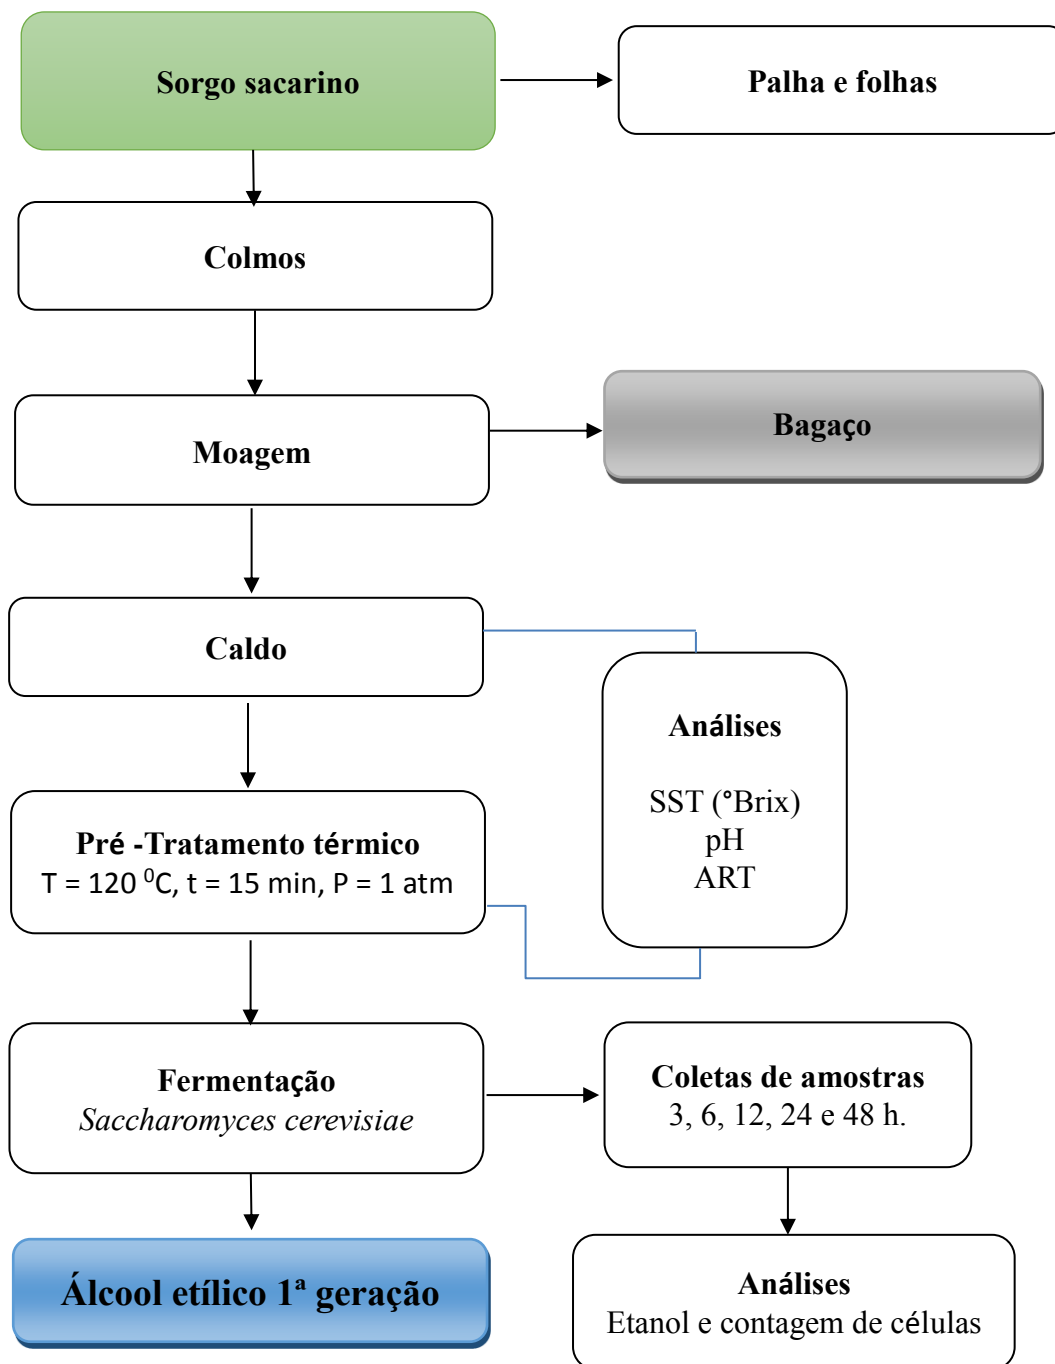 Sorgo sacarino
Palha e folhas
Colmos
Moagem
Bagaço
Caldo
Análises
SST (°Brix)
pH
ART
Pré -Tratamento térmico
T = 120 ⁰C, t = 15 min, P = 1 atm
Fermentação
Saccharomyces cerevisiae
Coletas de amostras
3, 6, 12, 24 e 48 h.
Álcool etílico 1ª geração
Análises
Etanol e contagem de células